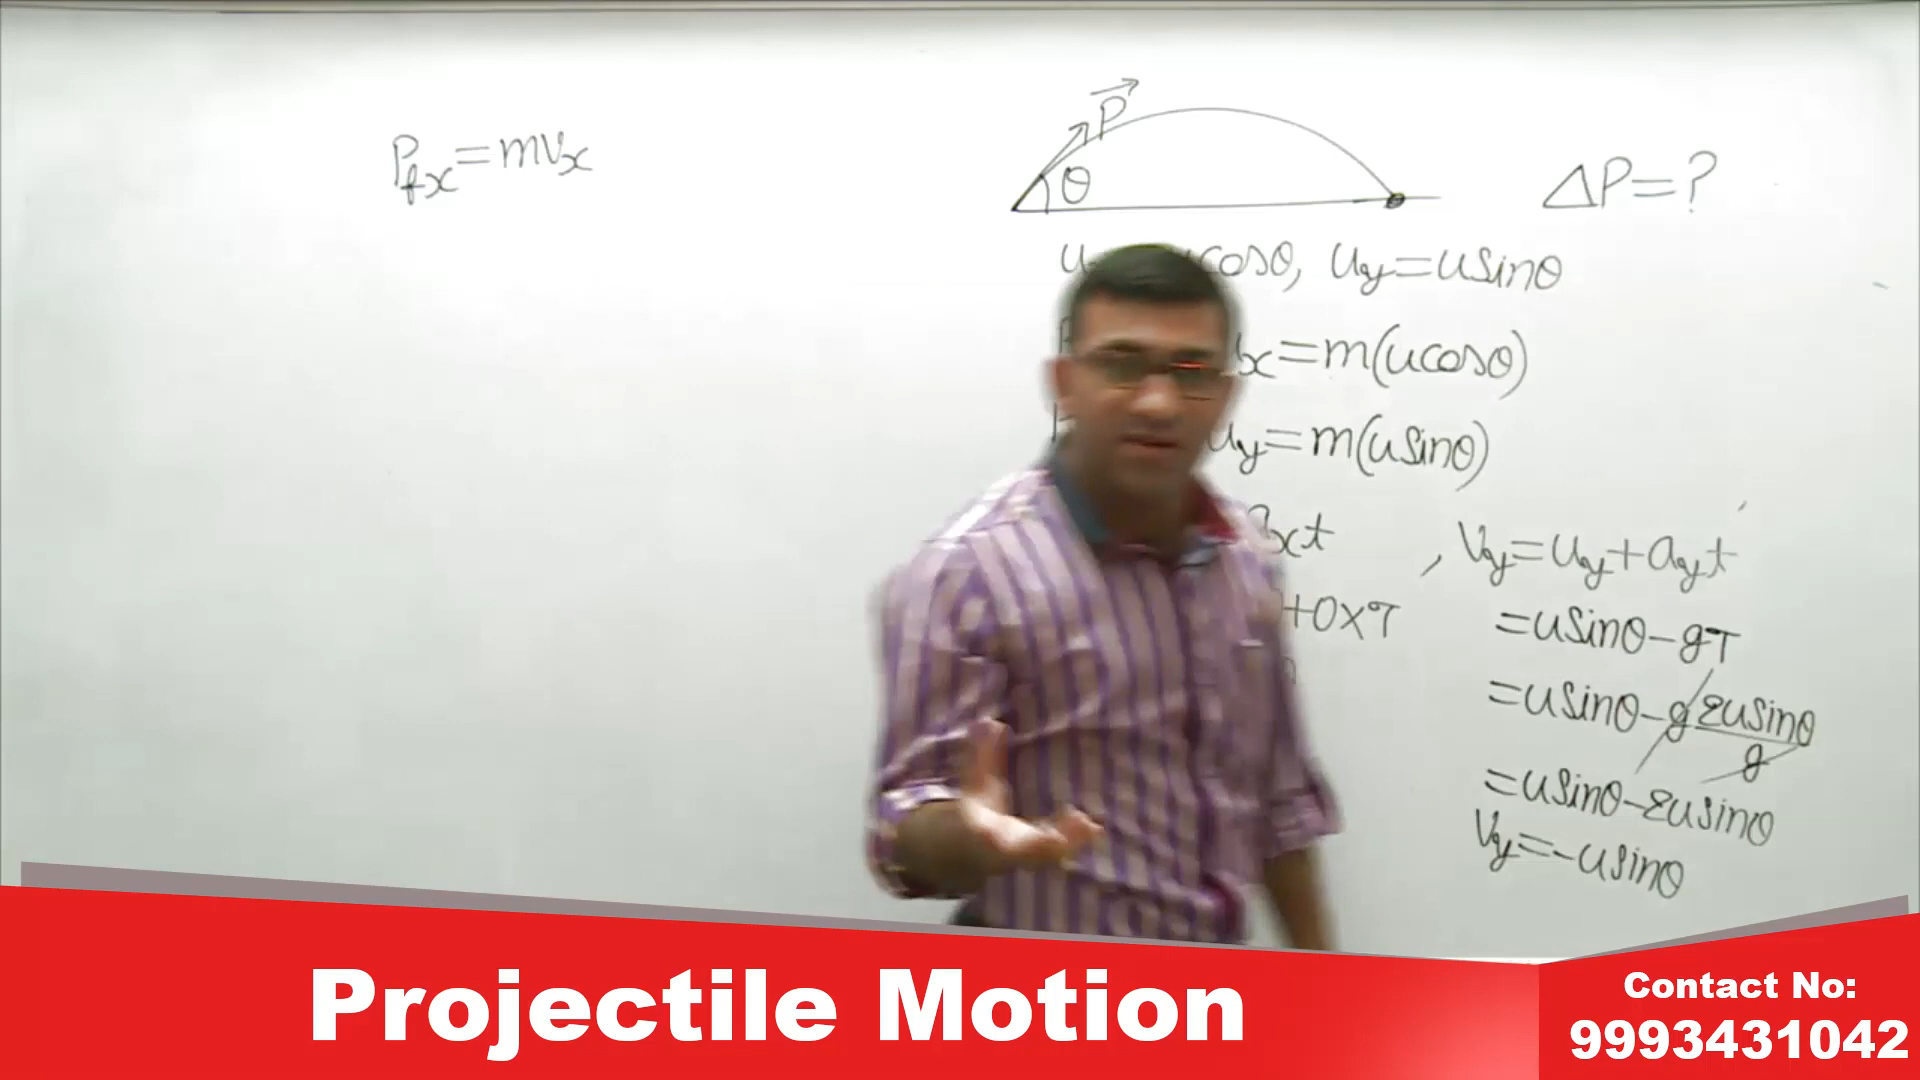 P_fx = mv_x
P
θ
ΔP = ?
u cosθ, u_y = usinθ
x = m(ucosθ)
u_y = m(usinθ)
xt , V_y = u_y + a_y t
+0×T = usinθ - gT
= usinθ - g 2usinθ/g
= usinθ - 2usinθ
V_y = -usinθ
Projectile Motion
Contact No:
9993431042